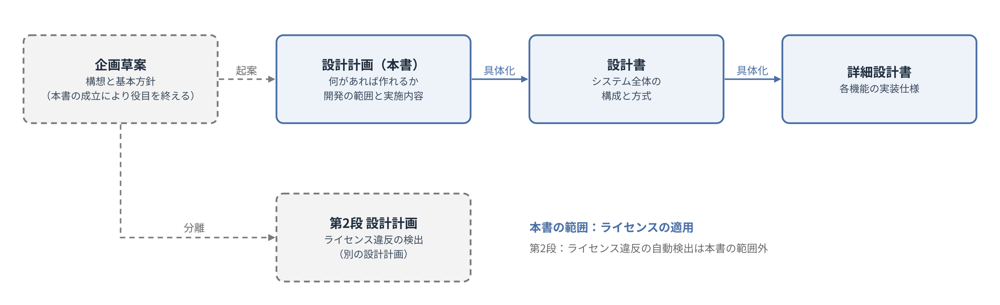 企画草案
構想と基本方針
（本書の成立により役目を終える）
起案
設計計画（本書）
何があれば作れるか
開発の範囲と実施内容
具体化
設計書
システム全体の
構成と方式
具体化
詳細設計書
各機能の実装仕様
分離
第2段 設計計画
ライセンス違反の検出
（別の設計計画）
本書の範囲：ライセンスの適用
第2段：ライセンス違反の自動検出は本書の範囲外